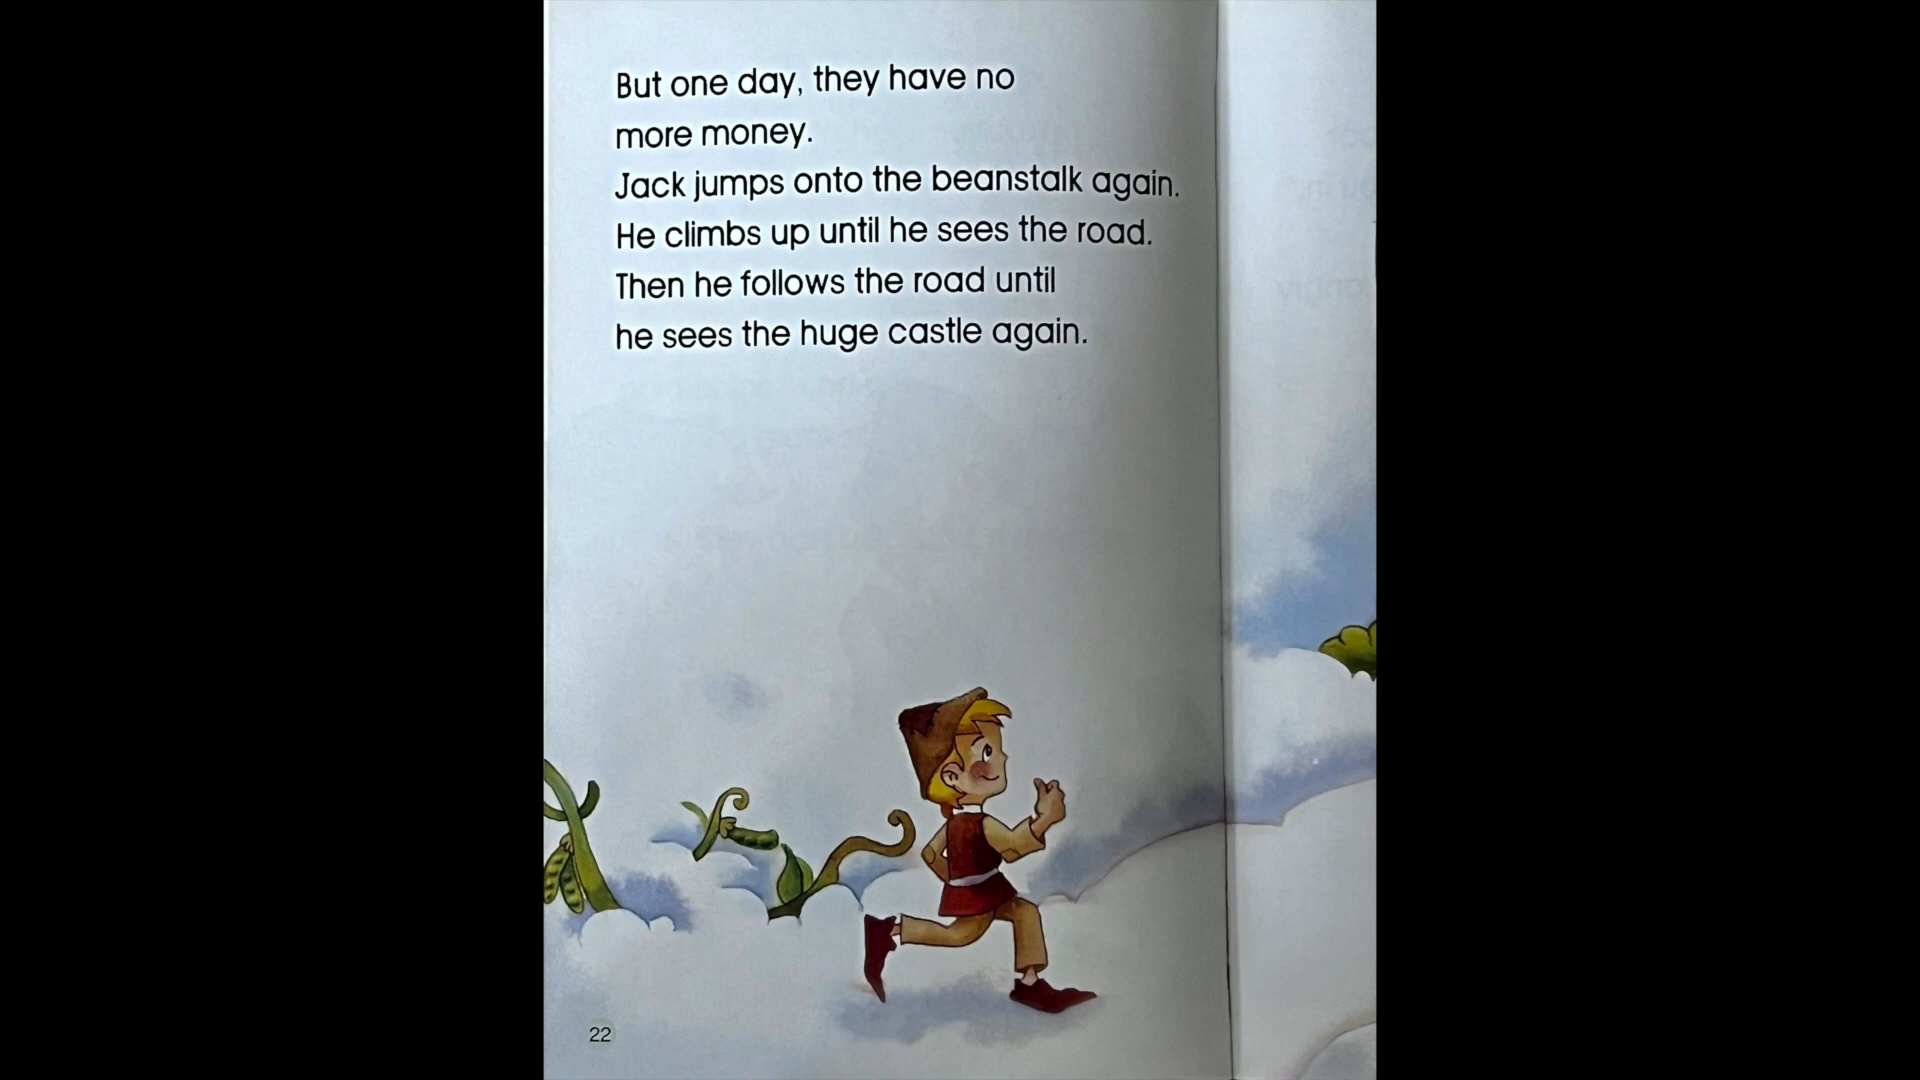 But one day, they have no
more money.
Jack jumps onto the beanstalk again.
He climbs up until he sees the road.
Then he follows the road until
he sees the huge castle again.
22